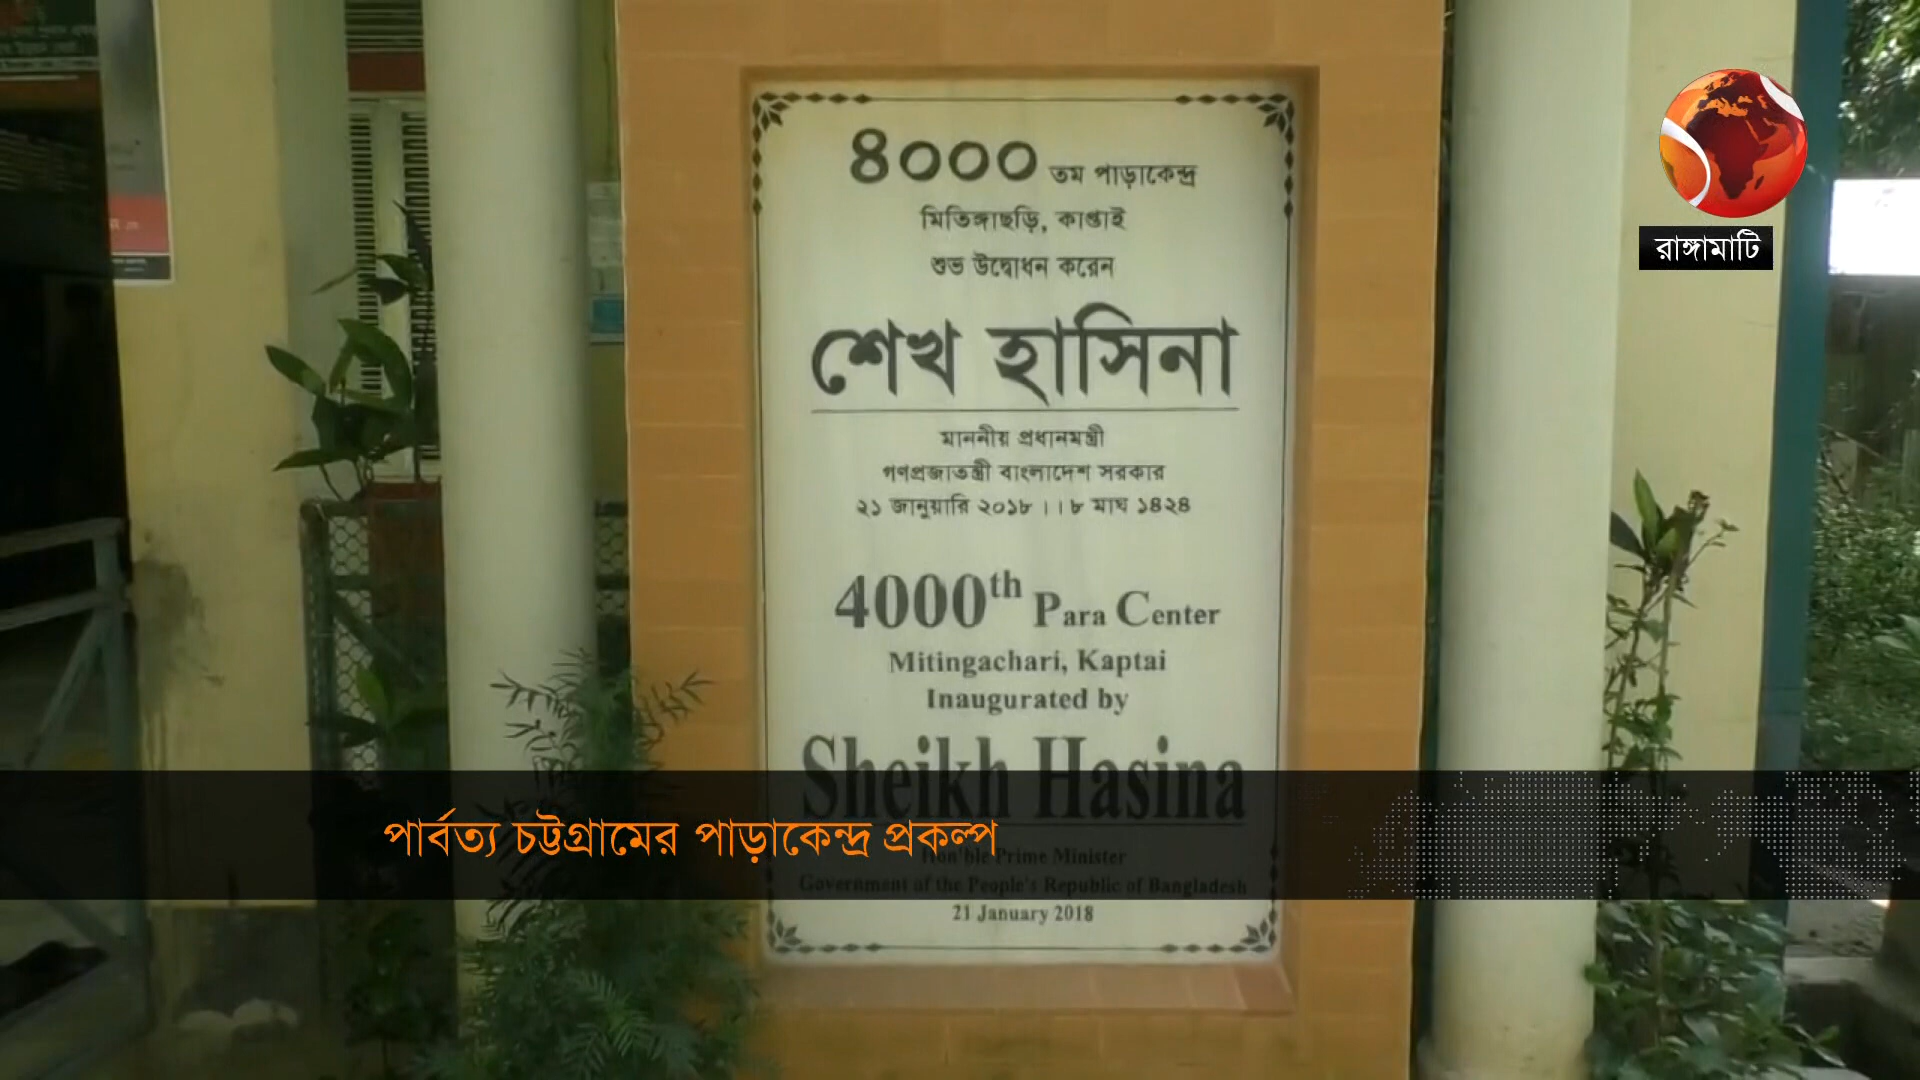 ৪০০০ তম পাড়াকেন্দ্র
মিতিঙ্গাছড়ি, কাপ্তাই
শুভ উদ্বোধন করেন
শেখ হাসিনা
মাননীয় প্রধানমন্ত্রী
গণপ্রজাতন্ত্রী বাংলাদেশ সরকার
২১ জানুয়ারি ২০১৮ ।। ৮ মাঘ ১৪২৪
4000th Para Center
Mitingachari, Kaptai
Inaugurated by
Sheikh Hasina
Hon'ble Prime Minister
Government of the People's Republic of Bangladesh
21 January 2018
রাঙ্গামাটি
পার্বত্য চট্টগ্রামের পাড়াকেন্দ্র প্রকল্প